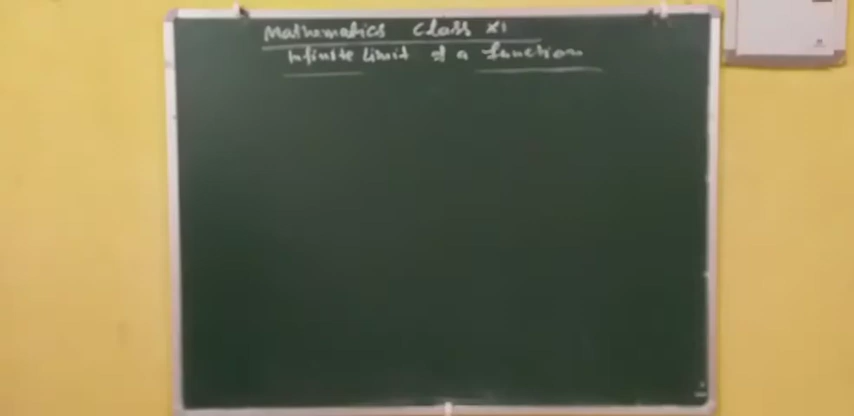 Mathematics Class XI
Infinite Limit of a function